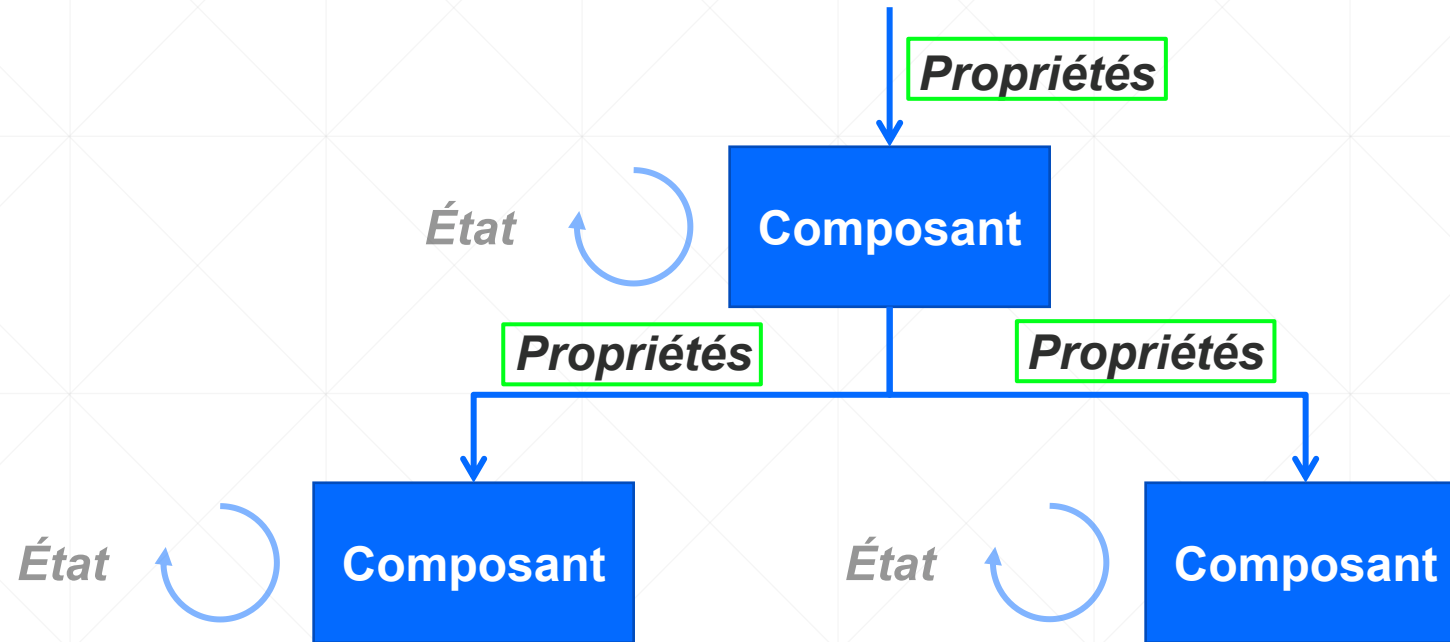 Propriétés
État
Composant
Propriétés
Propriétés
État
Composant
État
Composant